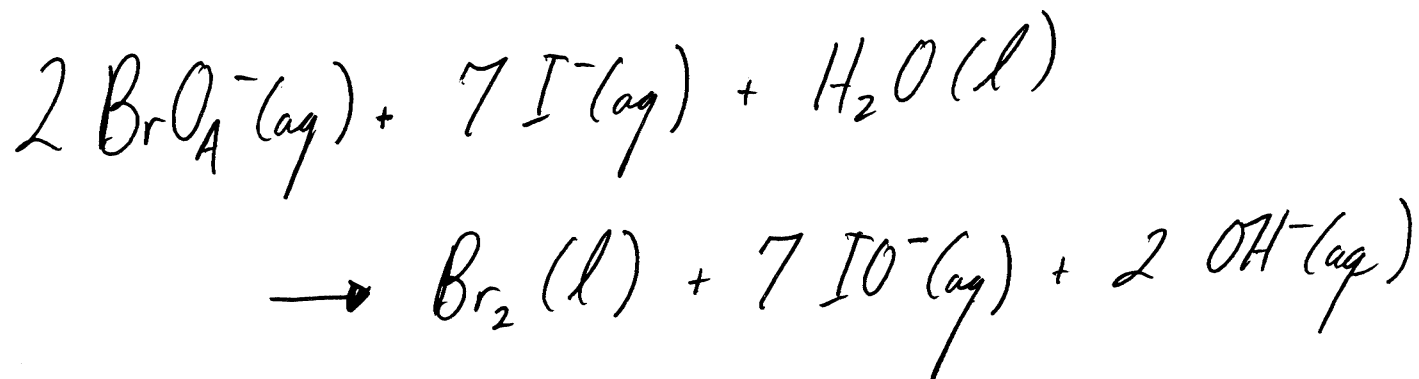 2 BrO₄⁻(aq) + 7 I⁻(aq) + H₂O(l)
→ Br₂(l) + 7 IO⁻(aq) + 2 OH⁻(aq)